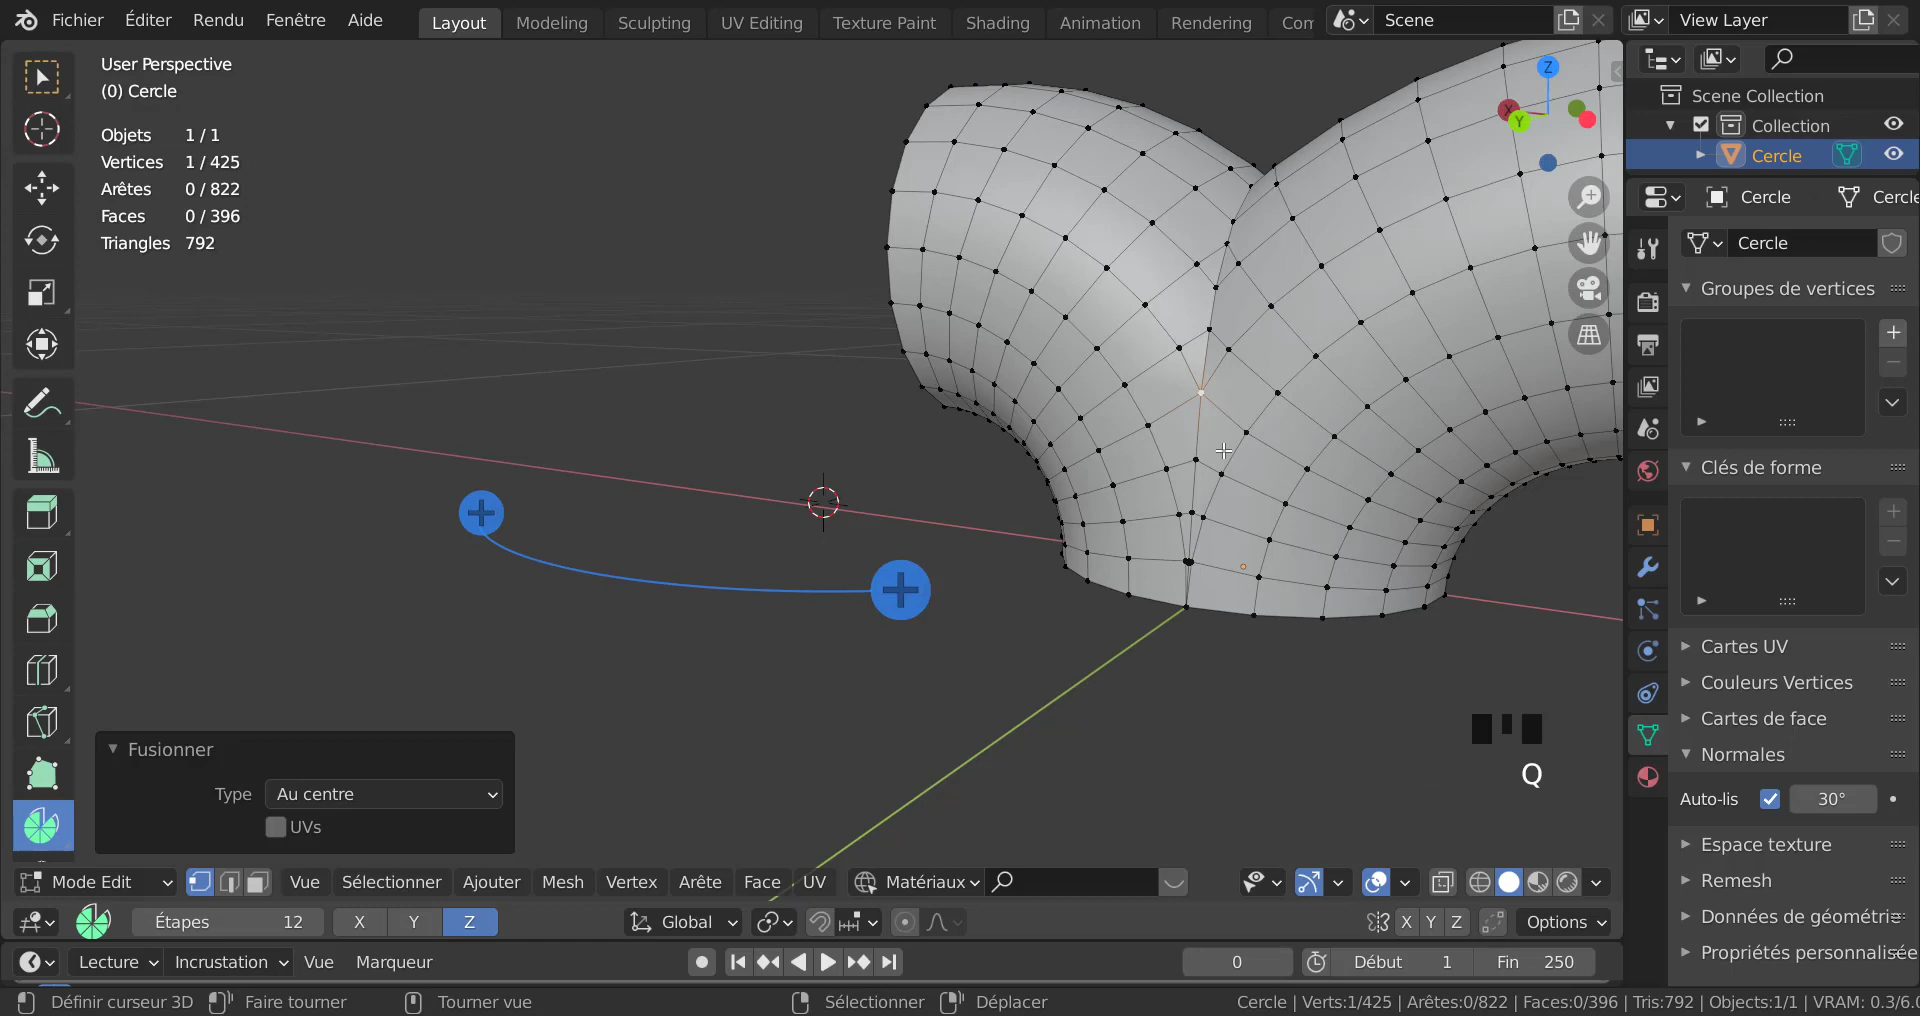 Fichier Éditer Rendu Fenêtre Aide Layout Modeling Sculpting UV Editing Texture Paint Shading Animation Rendering Scene View Layer
User Perspective
(0) Cercle
Objets 1 / 1
Vertices 1 / 425
Arêtes 0 / 822
Faces 0 / 396
Triangles 792
Z
X
Y
Scene Collection
Collection
Cercle
Cercle
Cercle
Groupes de vertices
Clés de forme
Cartes UV
Couleurs Vertices
Cartes de face
Normales
Auto-lis 30°
Espace texture
Remesh
Données de géométrie
Propriétés personnalisée
Q
Fusionner
Type Au centre
UVs
Mode Edit Vue Sélectionner Ajouter Mesh Vertex Arête Face UV Matériaux
Étapes 12 X Y Z Global X Y Z Options
Lecture Incrustation Vue Marqueur 0 Début 1 Fin 250
Définir curseur 3D Faire tourner Tourner vue Sélectionner Déplacer Cercle | Verts:1/425 | Arêtes:0/822 | Faces:0/396 | Tris:792 | Objects:1/1 | VRAM: 0.3/6.0